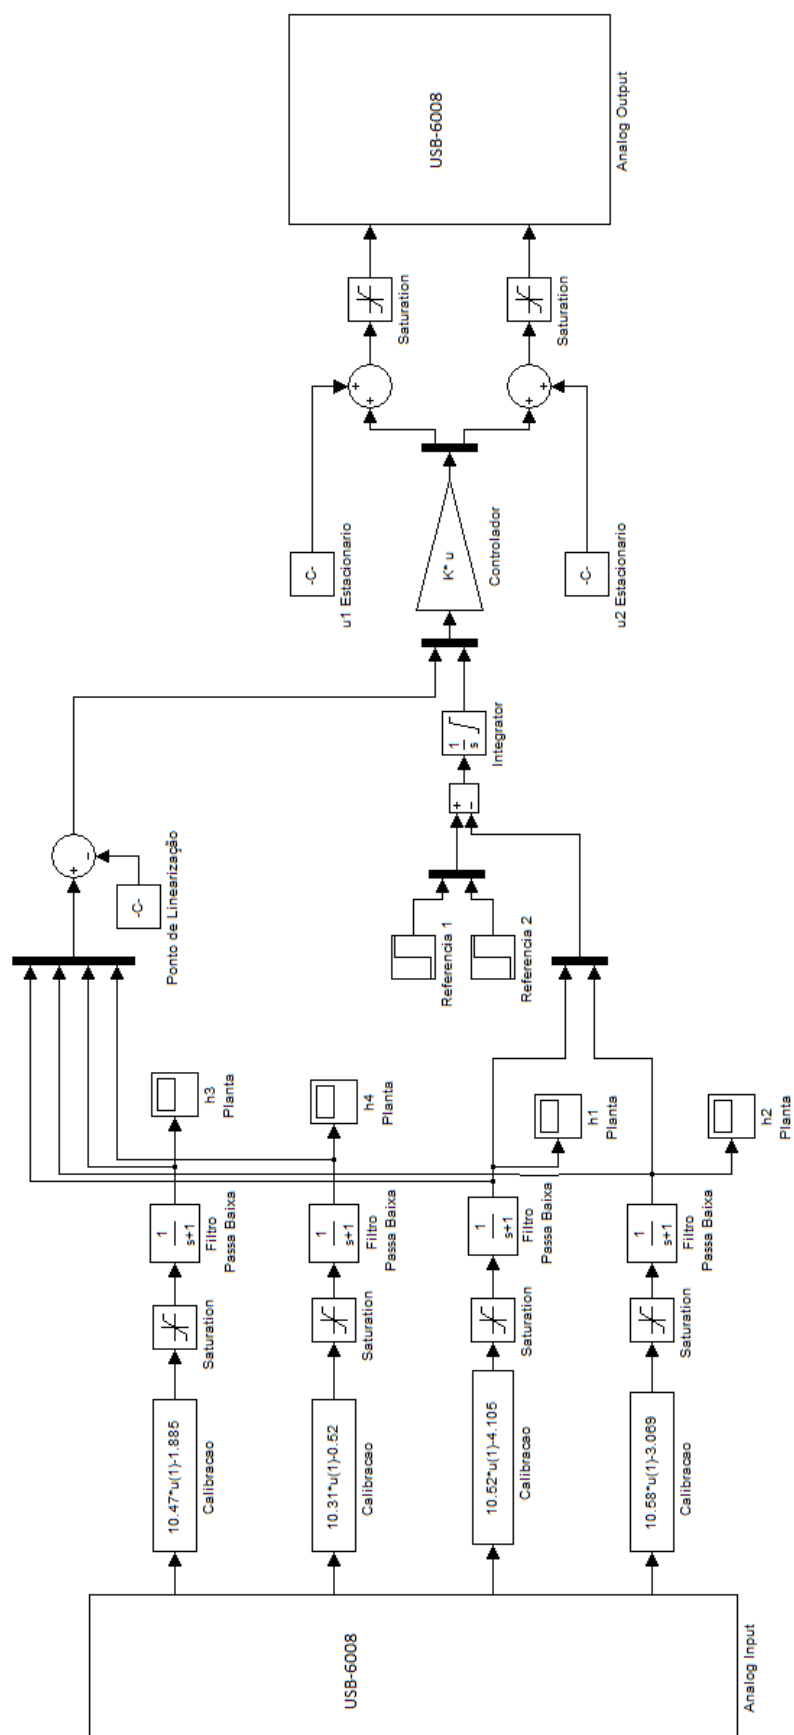 USB-6008
Analog Input
10.47*u(1)-1.885
Calibracao
Saturation
1
s+1
Filtro
Passa Baixa
h3
Planta
10.31*u(1)-0.52
Calibracao
Saturation
1
s+1
Filtro
Passa Baixa
h4
Planta
10.52*u(1)-4.105
Calibracao
Saturation
1
s+1
Filtro
Passa Baixa
h1
Planta
10.58*u(1)-3.069
Calibracao
Saturation
1
s+1
Filtro
Passa Baixa
h2
Planta
+
−
-C-
Ponto de Linearização
Referencia 1
Referencia 2
+
−
1
s
Integrator
K* u
Controlador
-C-
u1 Estacionario
-C-
u2 Estacionario
+
+
+
+
Saturation
Saturation
USB-6008
Analog Output